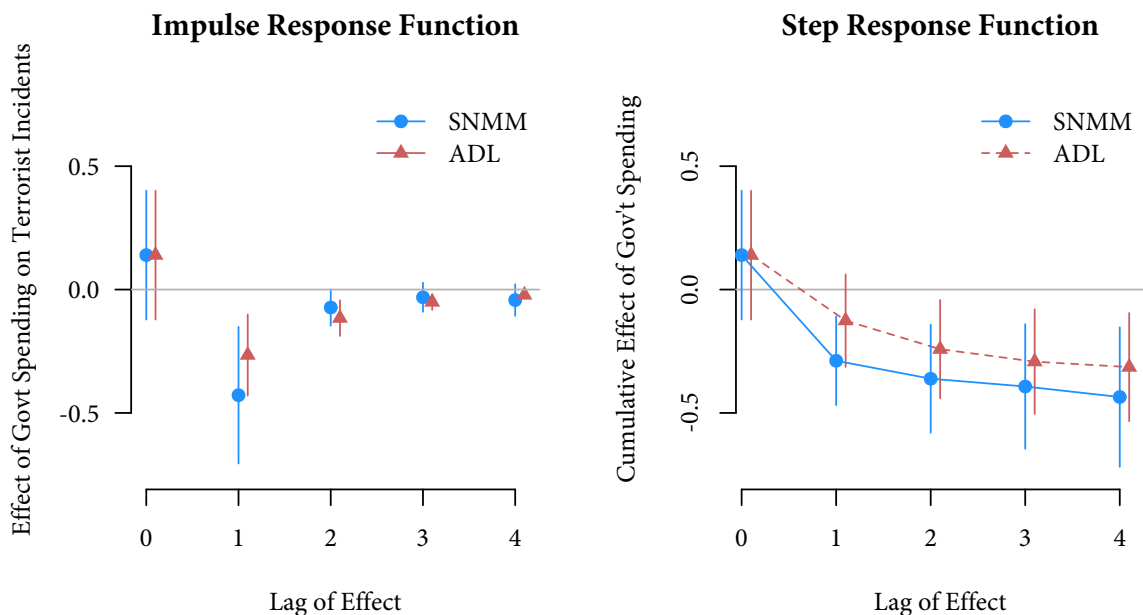 Impulse Response Function
Effect of Govt Spending on Terrorist Incidents
SNMM
ADL
0.5
0.0
-0.5
0 1 2 3 4
Lag of Effect
Step Response Function
Cumulative Effect of Gov't Spending
SNMM
ADL
0.5
0.0
-0.5
0 1 2 3 4
Lag of Effect